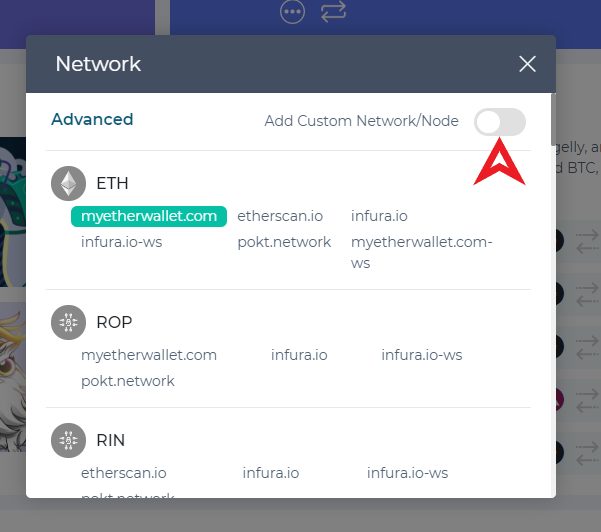 Network
Advanced
Add Custom Network/Node
gelly, a
d BTC,
ETH
myetherwallet.com etherscan.io infura.io
infura.io-ws pokt.network myetherwallet.com-
ws
ROP
myetherwallet.com infura.io infura.io-ws
pokt.network
RIN
etherscan.io infura.io infura.io-ws
pokt.network